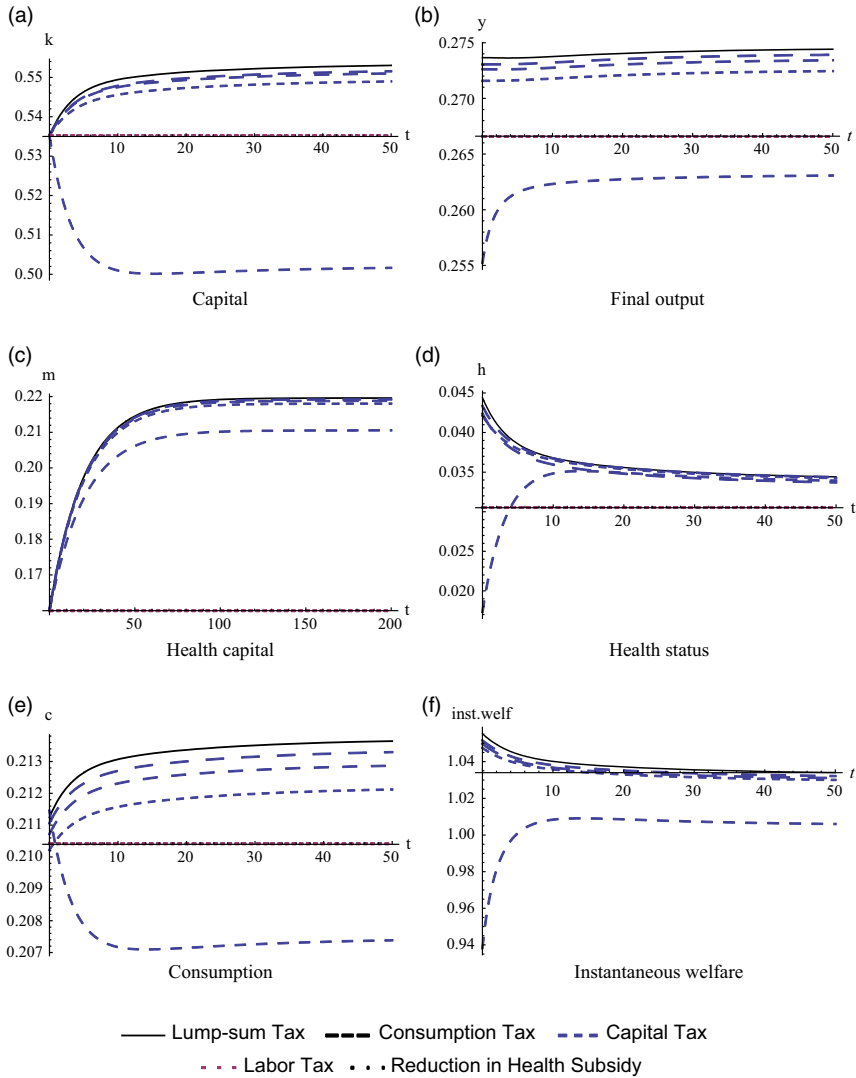 (a)
k
0.55
0.54
0.53
0.52
0.51
0.50
10 20 30 40 50 t
Capital
(b)
y
0.275
0.270
0.265
0.260
0.255
10 20 30 40 50 t
Final output
(c)
m
0.22
0.21
0.20
0.19
0.18
0.17
50 100 150 200 t
Health capital
(d)
h
0.045
0.040
0.035
0.025
0.020
10 20 30 40 50 t
Health status
(e)
c
0.213
0.212
0.211
0.210
0.209
0.208
0.207
10 20 30 40 50 t
Consumption
(f)
inst.welf
1.04
1.02
1.00
0.98
0.96
0.94
10 20 30 40 50 t
Instantaneous welfare
Lump-sum Tax Consumption Tax Capital Tax
Labor Tax Reduction in Health Subsidy